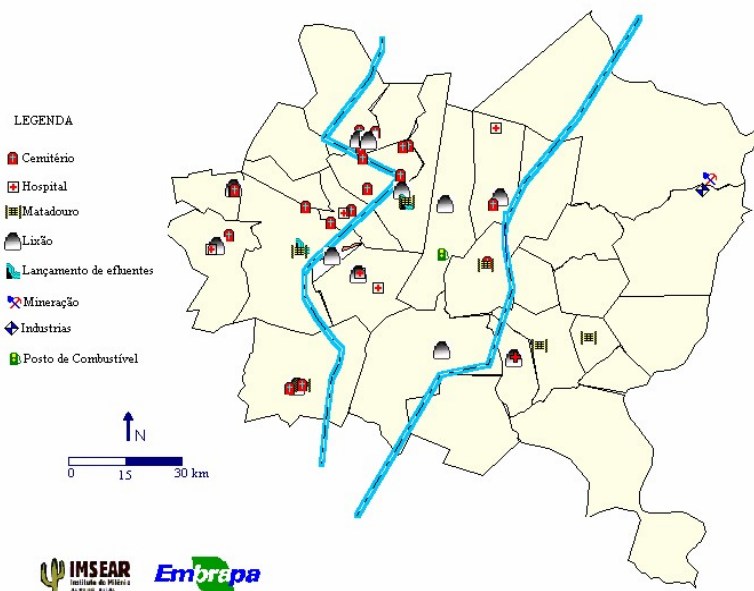 LEGENDA
Cemitério
Hospital
Matadouro
Lixão
Lançamento de efluentes
Mineração
Industrias
Posto de Combustível
N
0 15 30 km
IMSEAR
Instituto do Milênio
Embrapa